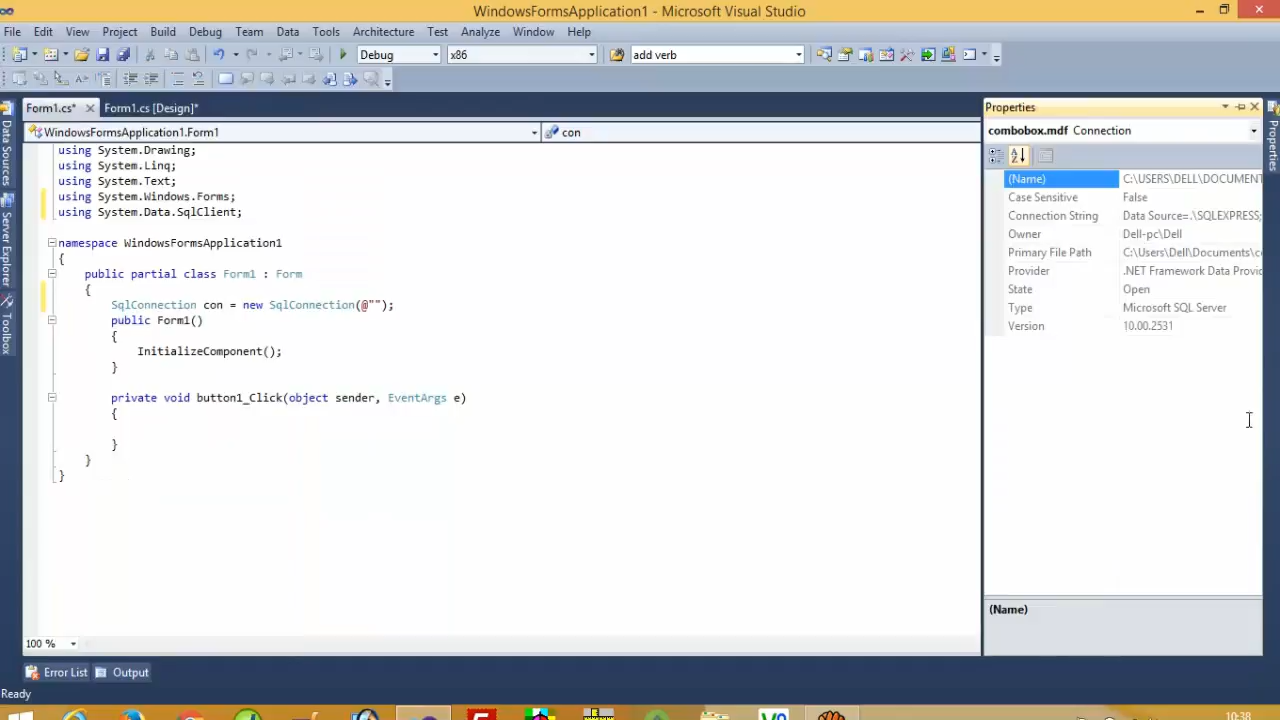 WindowsFormsApplication1 - Microsoft Visual Studio
File Edit View Project Build Debug Team Data Tools Architecture Test Analyze Window Help
Debug x86 add verb
Form1.cs* Form1.cs [Design]*
WindowsFormsApplication1.Form1 con
using System.Drawing;
using System.Linq;
using System.Text;
using System.Windows.Forms;
using System.Data.SqlClient;
namespace WindowsFormsApplication1
{
public partial class Form1 : Form
{
SqlConnection con = new SqlConnection(@"");
public Form1()
{
InitializeComponent();
}
private void button1_Click(object sender, EventArgs e)
{
}
}
}
100 %
Error List Output
Ready
Data Sources
Server Explorer
Toolbox
Properties
combobox.mdf Connection
(Name) C:\USERS\DELL\DOCUMENT
Case Sensitive False
Connection String Data Source=.\SQLEXPRESS;
Owner Dell-pc\Dell
Primary File Path C:\Users\Dell\Documents\co
Provider .NET Framework Data Provid
State Open
Type Microsoft SQL Server
Version 10.00.2531
(Name)
Properties
10:38